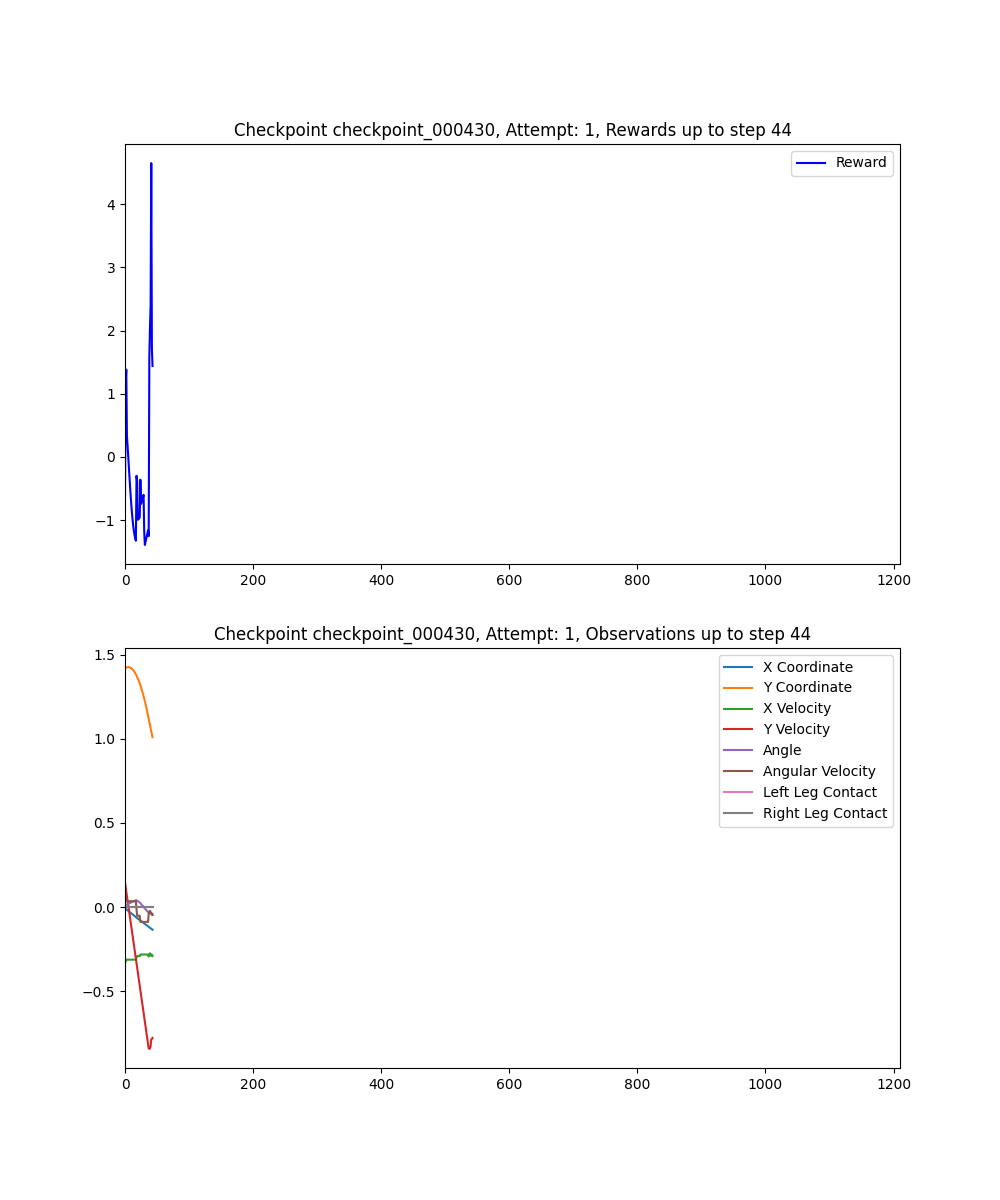 Checkpoint checkpoint_000430, Attempt: 1, Rewards up to step 44
Reward
4
3
2
1
0
−1
0 200 400 600 800 1000 1200
Checkpoint checkpoint_000430, Attempt: 1, Observations up to step 44
1.5
1.0
0.5
0.0
−0.5
X Coordinate
Y Coordinate
X Velocity
Y Velocity
Angle
Angular Velocity
Left Leg Contact
Right Leg Contact
0 200 400 600 800 1000 1200